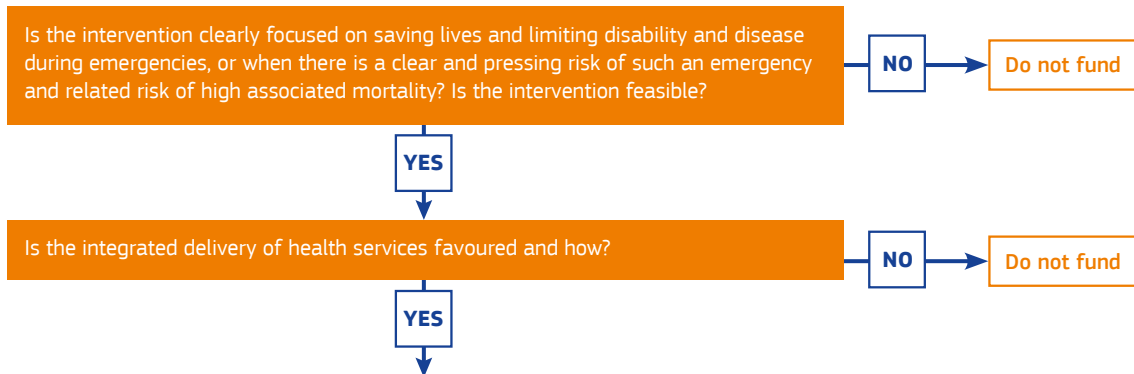 Is the intervention clearly focused on saving lives and limiting disability and disease
during emergencies, or when there is a clear and pressing risk of such an emergency
and related risk of high associated mortality? Is the intervention feasible?
NO
Do not fund
YES
Is the integrated delivery of health services favoured and how?
NO
Do not fund
YES